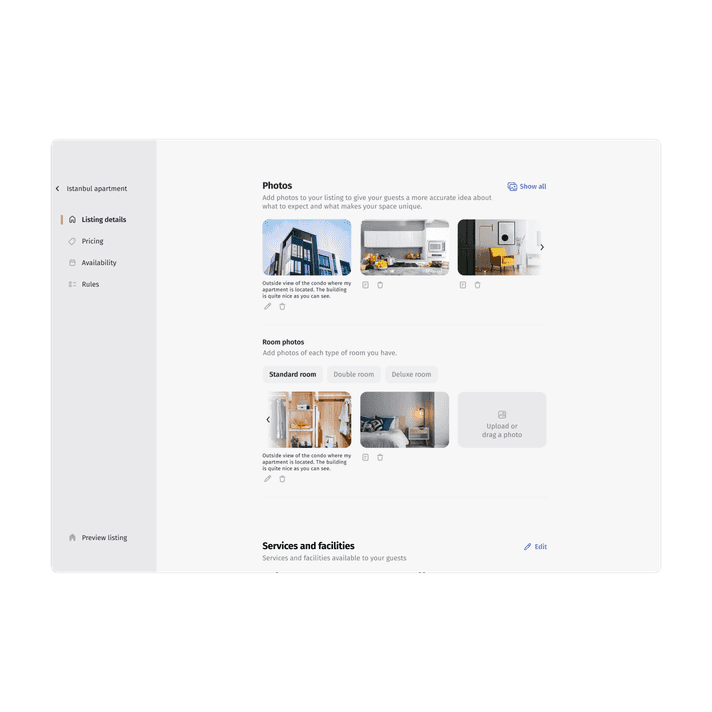 Istanbul apartment
Listing details
Pricing
Availability
Rules
Preview listing
Photos
Show all
Add photos to your listing to give your guests a more accurate idea about
what to expect and what makes your space unique.
Outside view of the condo where my
apartment is located. The building
is quite nice as you can see.
Room photos
Add photos of each type of room you have.
Standard room
Double room
Deluxe room
Upload or
drag a photo
Outside view of the condo where my
apartment is located. The building
is quite nice as you can see.
Services and facilities
Edit
Services and facilities available to your guests